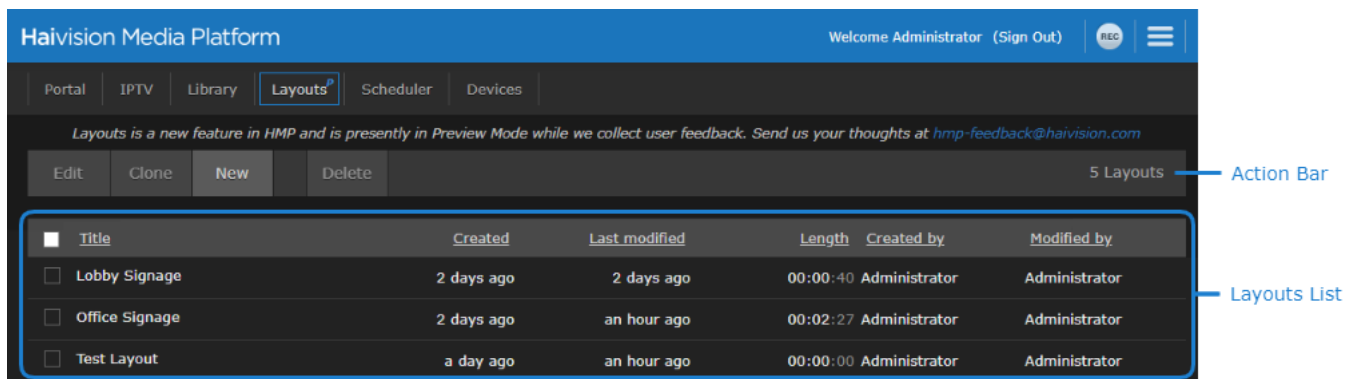 Haivision Media Platform Welcome Administrator (Sign Out) REC
Portal IPTV Library Layouts P Scheduler Devices
Layouts is a new feature in HMP and is presently in Preview Mode while we collect user feedback. Send us your thoughts at hmp-feedback@haivision.com
Edit Clone New Delete 5 Layouts Action Bar
Title Created Last modified Length Created by Modified by
Lobby Signage 2 days ago 2 days ago 00:00:40 Administrator Administrator
Layouts List
Office Signage 2 days ago an hour ago 00:02:27 Administrator Administrator
Test Layout a day ago an hour ago 00:00:00 Administrator Administrator